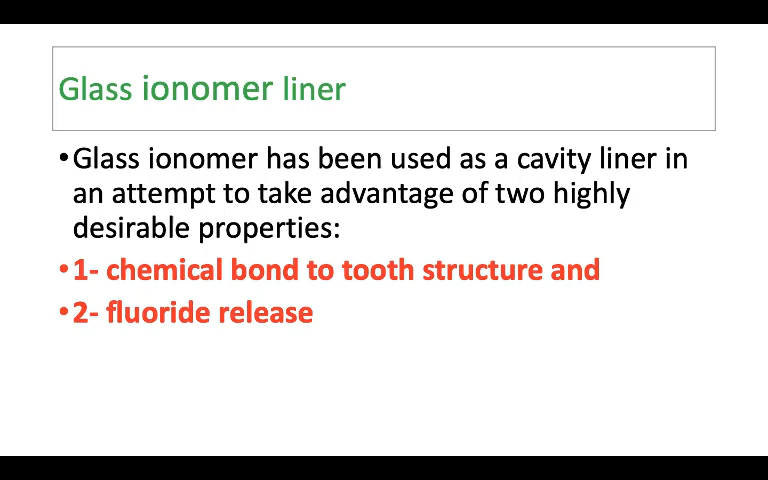 Glass ionomer liner
•Glass ionomer has been used as a cavity liner in
an attempt to take advantage of two highly
desirable properties:
•1- chemical bond to tooth structure and
•2- fluoride release